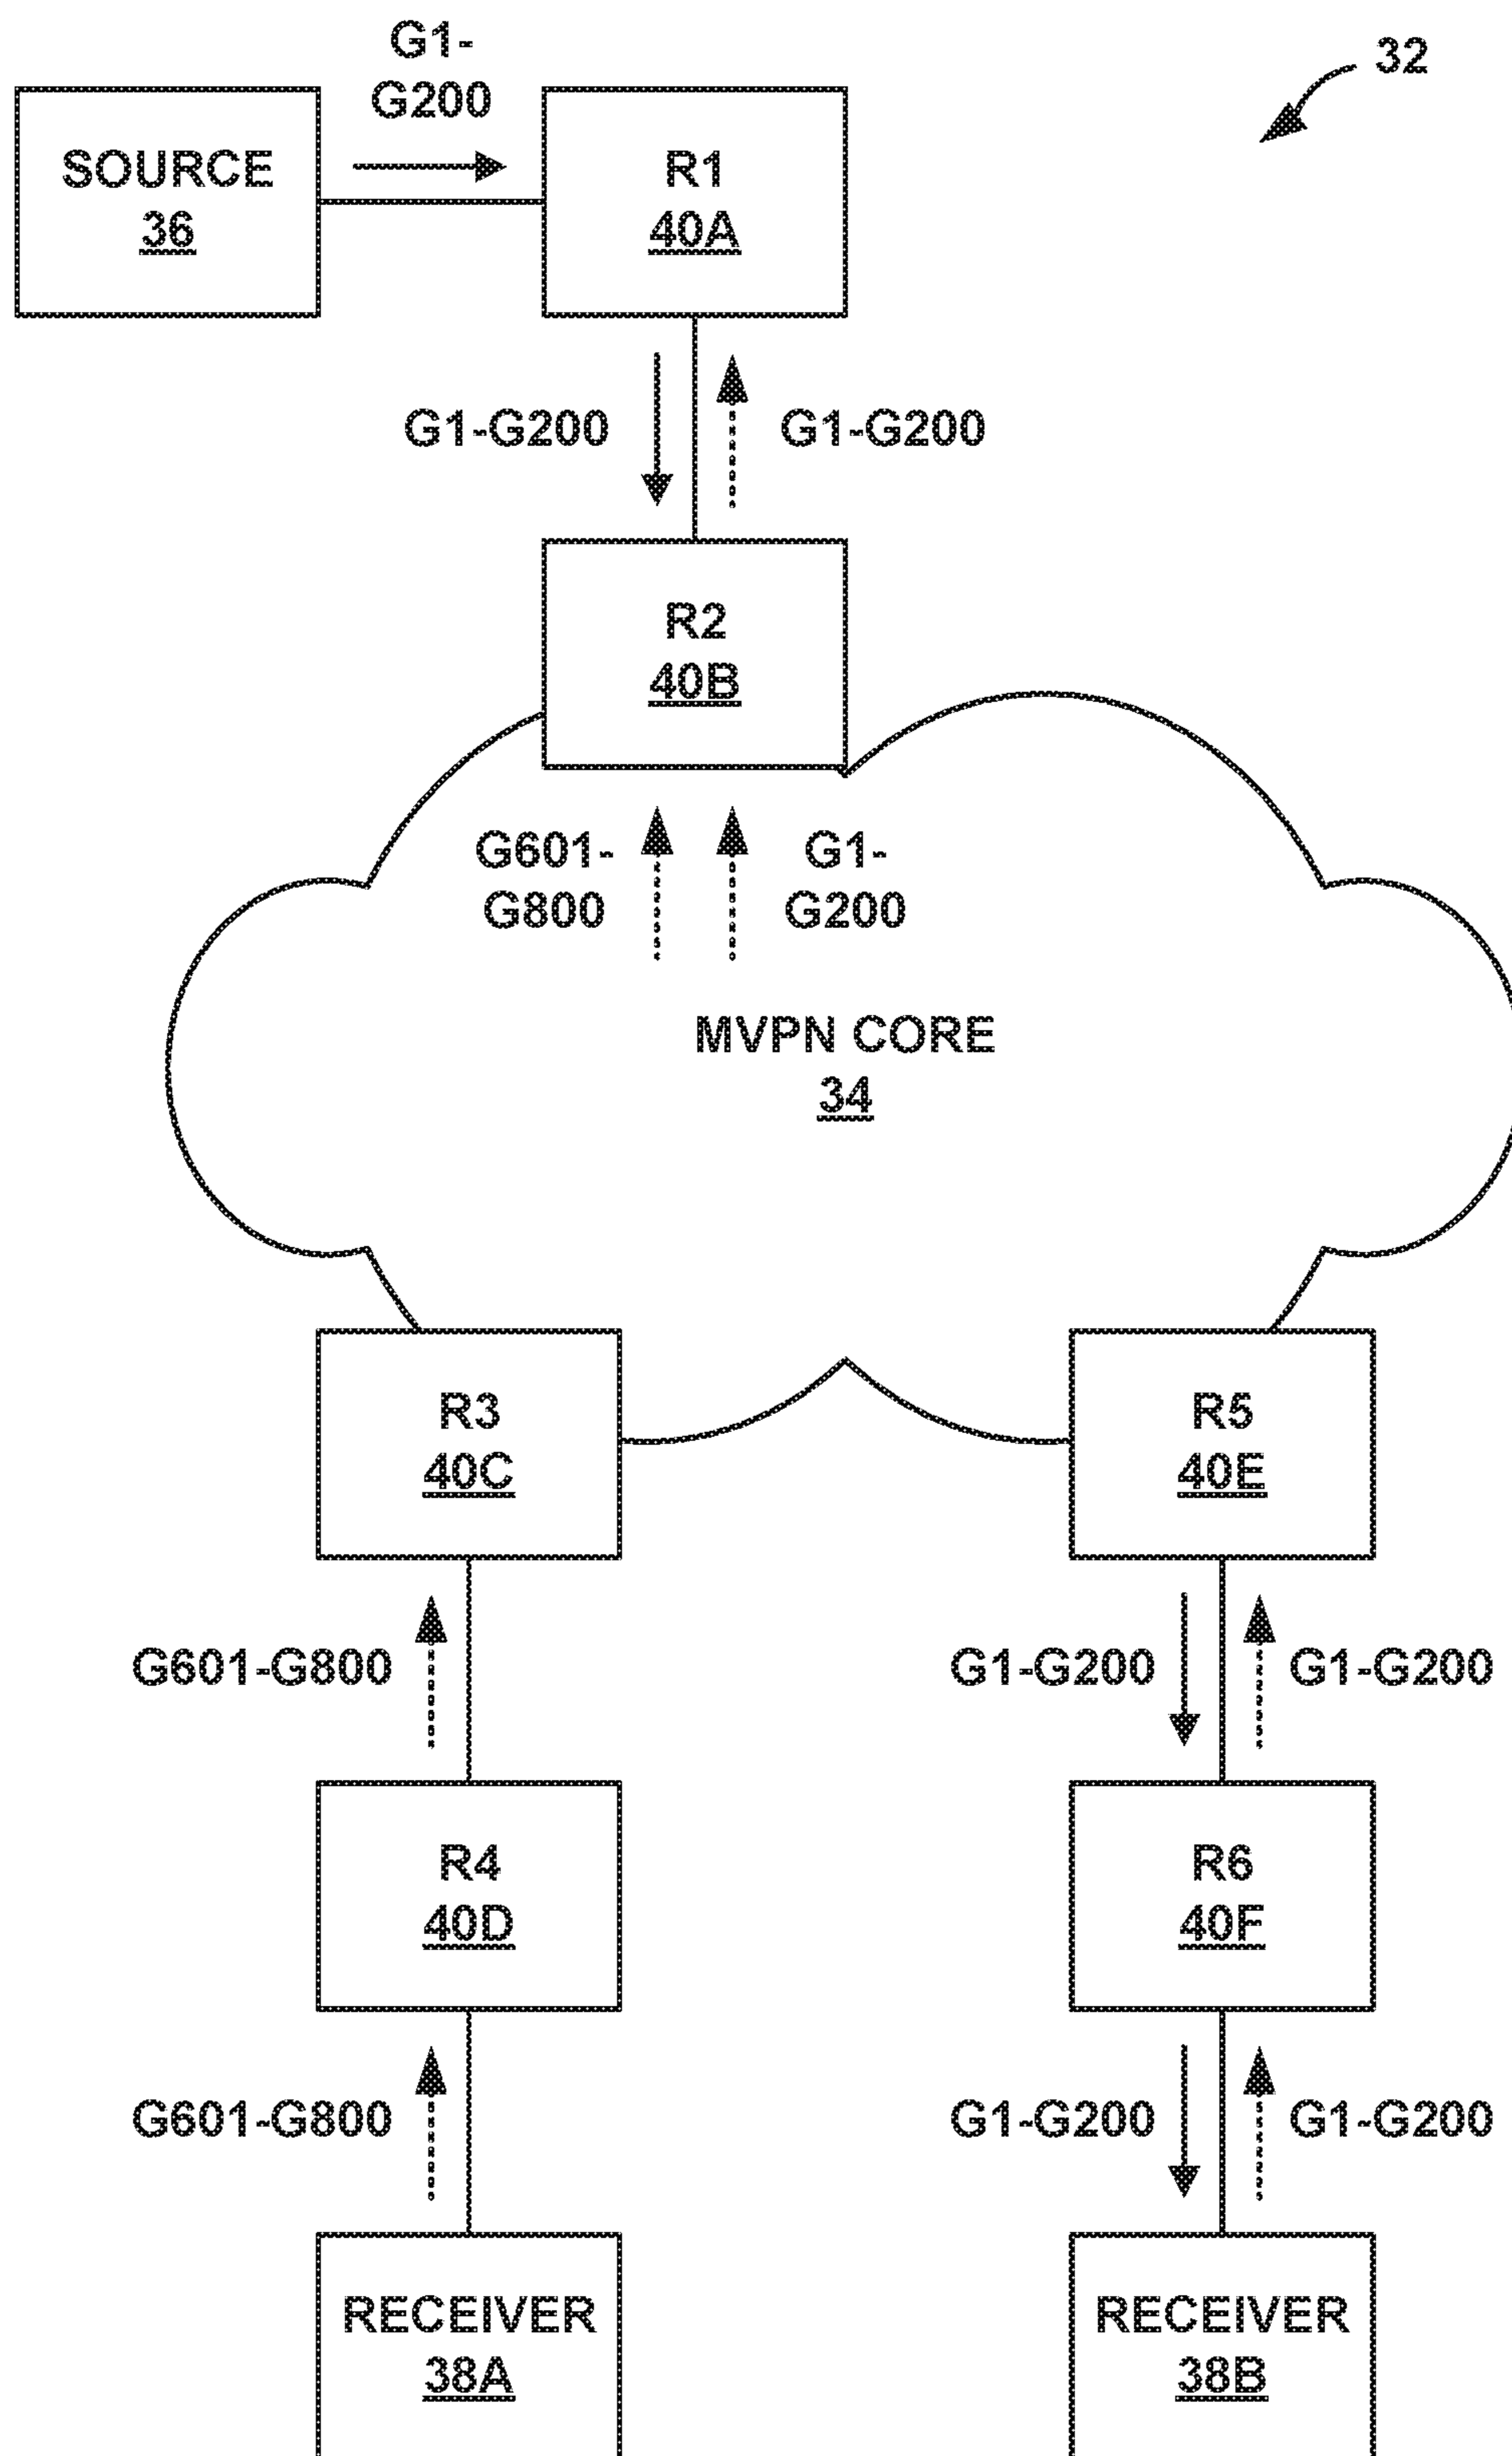 G1-
G200
32
SOURCE
36
R1
40A
G1-G200
G1-G200
R2
40B
G601-
G800
G1-
G200
MVPN CORE
34
R3
40C
R5
40E
G601-G800
G1-G200
G1-G200
R4
40D
R6
40F
G601-G800
G1-G200
G1-G200
RECEIVER
38A
RECEIVER
38B